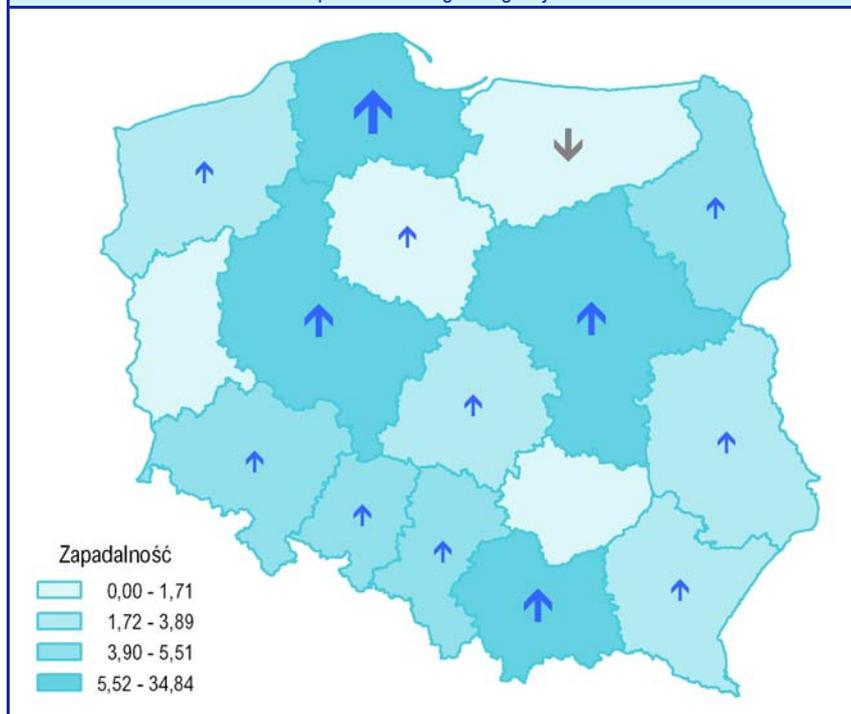 Zapadalność
0,00 - 1,71
1,72 - 3,89
3,90 - 5,51
5,52 - 34,84